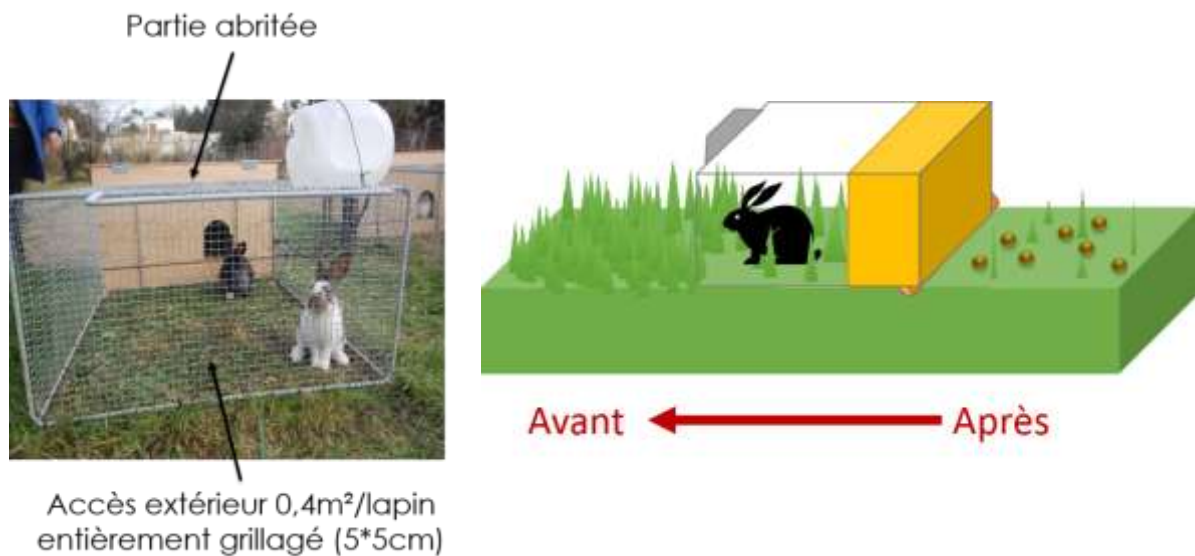 Partie abritée
Avant
Après
Accès extérieur 0,4m²/lapin
entièrement grillagé (5*5cm)